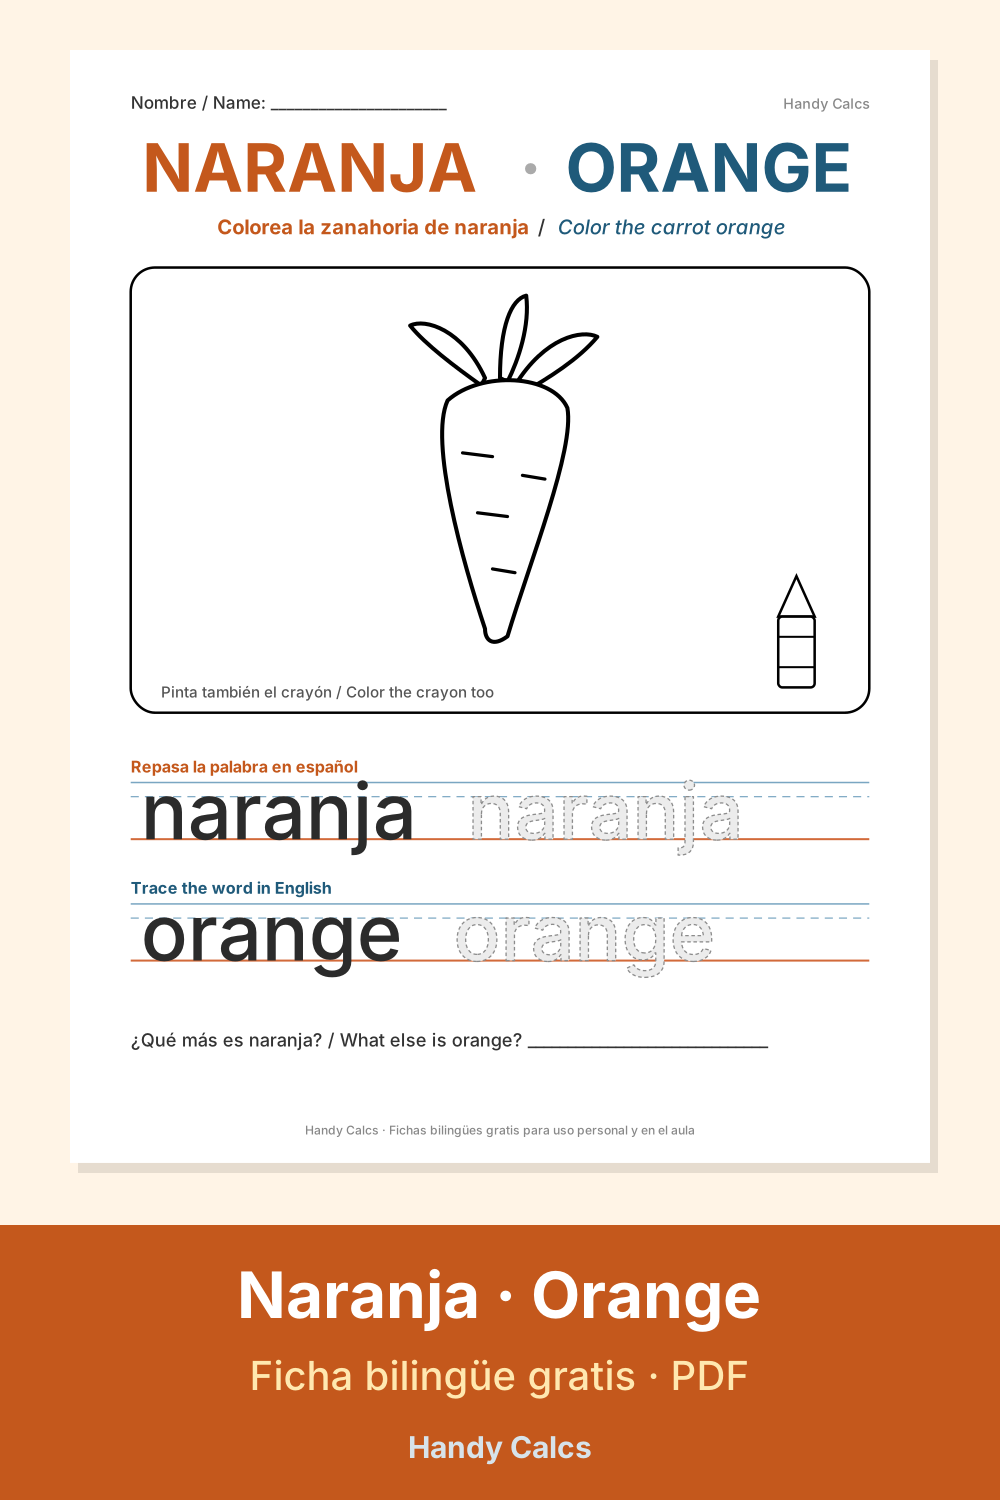 Nombre / Name: ______________________ Handy Calcs
NARANJA • ORANGE
Colorea la zanahoria de naranja / Color the carrot orange
Pinta también el crayón / Color the crayon too
Repasa la palabra en español
naranja naranja
Trace the word in English
orange orange
¿Qué más es naranja? / What else is orange? ______________________
Handy Calcs · Fichas bilingües gratis para uso personal y en el aula
Naranja · Orange
Ficha bilingüe gratis · PDF
Handy Calcs